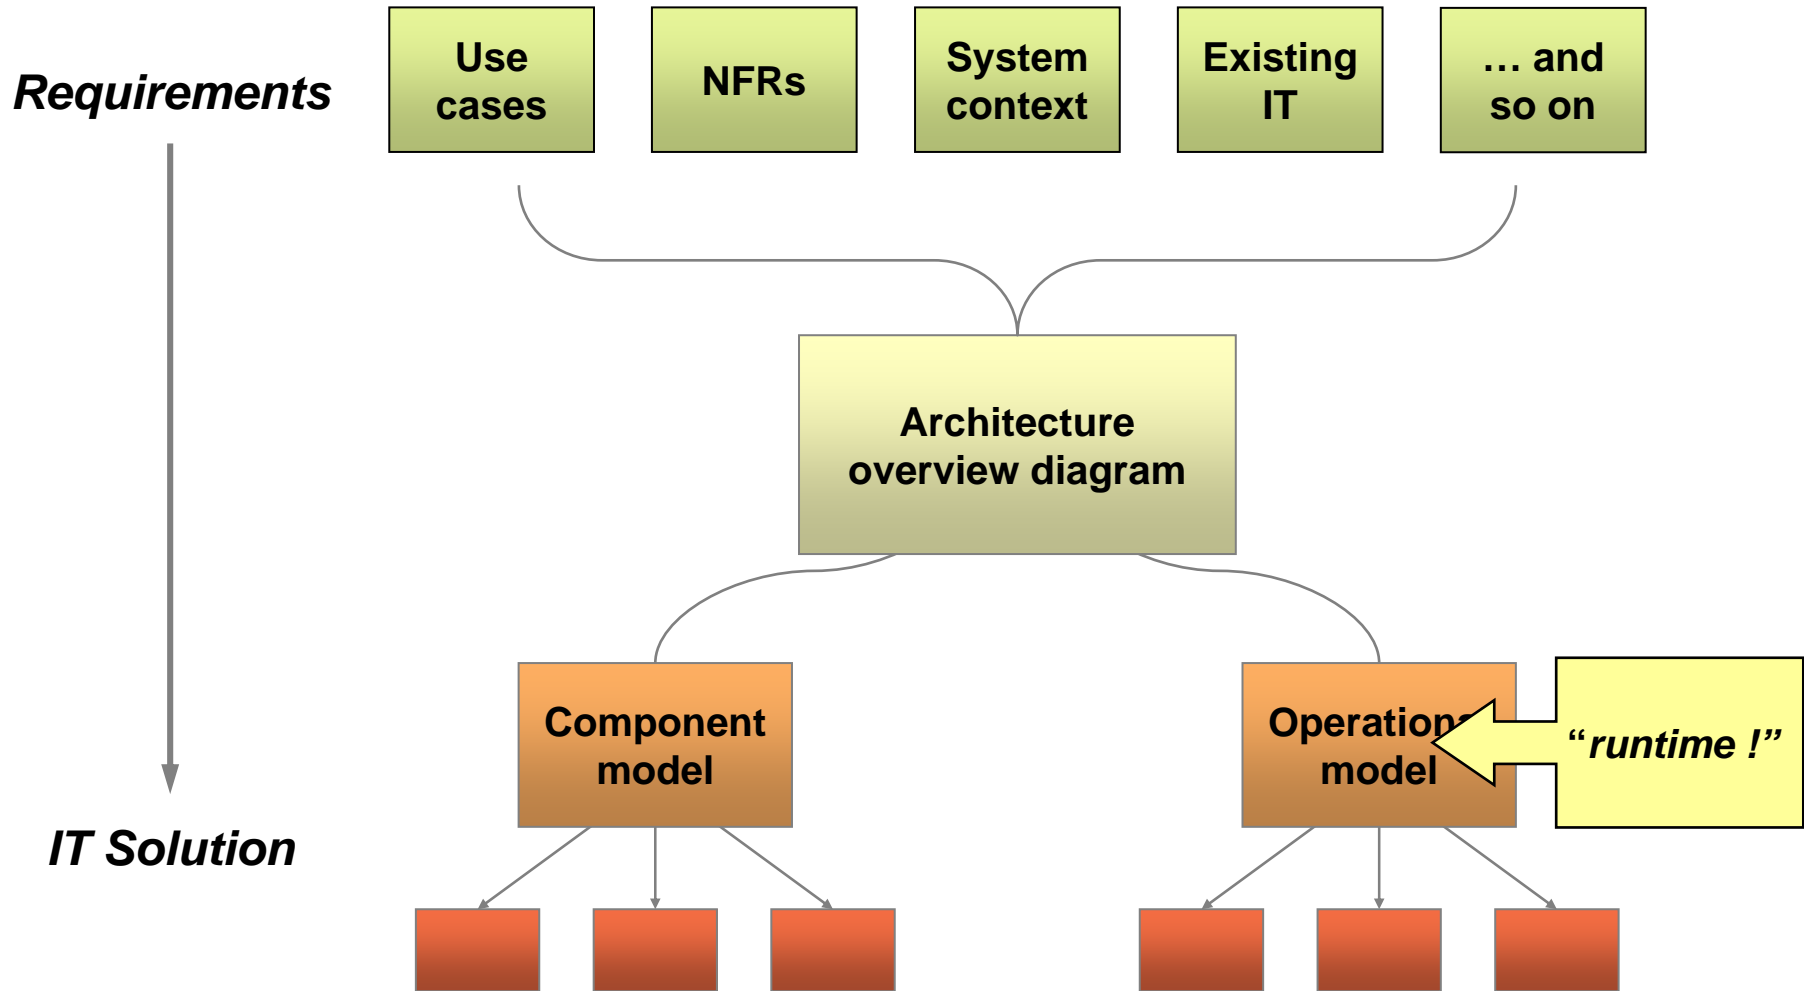 Requirements
Use
cases
NFRs
System
context
Existing
IT
… and
so on
Architecture
overview diagram
Component
model
Operationa
model
“runtime !”
IT Solution